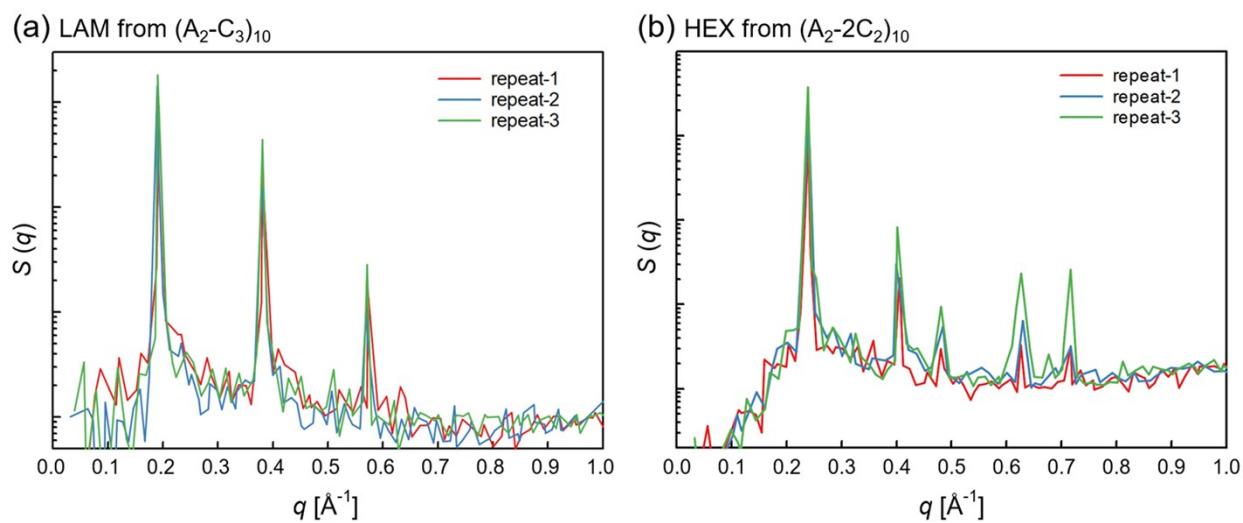 (a) LAM from (A₂-C₃)₁₀
repeat-1
repeat-2
repeat-3
S (q)
0.0 0.1 0.2 0.3 0.4 0.5 0.6 0.7 0.8 0.9 1.0
q [Å⁻¹]
(b) HEX from (A₂-2C₂)₁₀
repeat-1
repeat-2
repeat-3
S (q)
0.0 0.1 0.2 0.3 0.4 0.5 0.6 0.7 0.8 0.9 1.0
q [Å⁻¹]